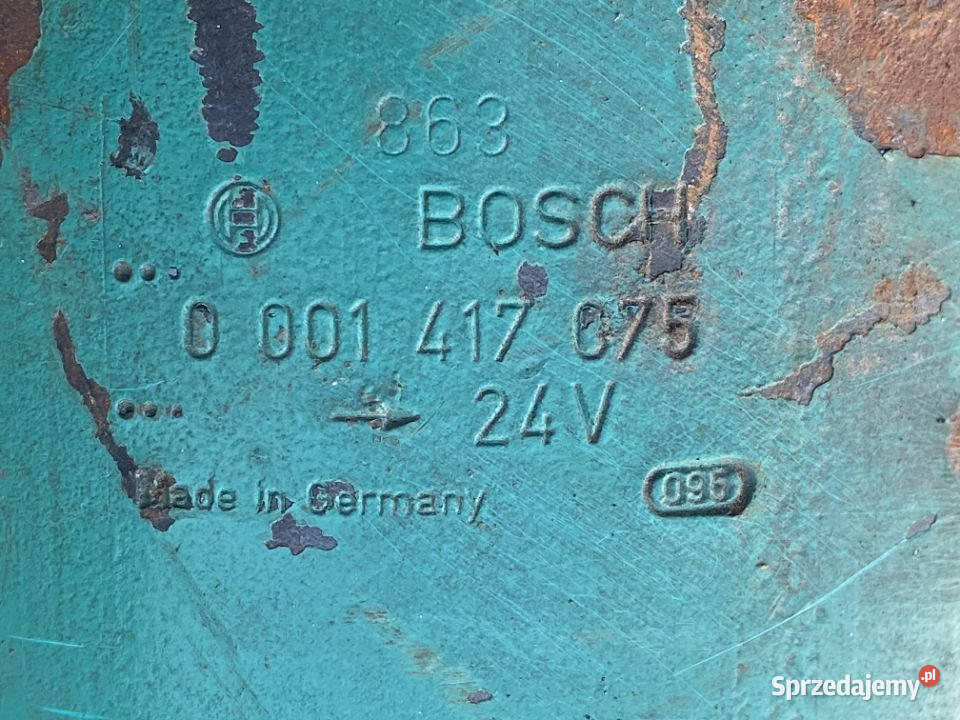 863
BOSCH
0 001 417 075
24V
Made in Germany
095
Sprzedajemy.pl